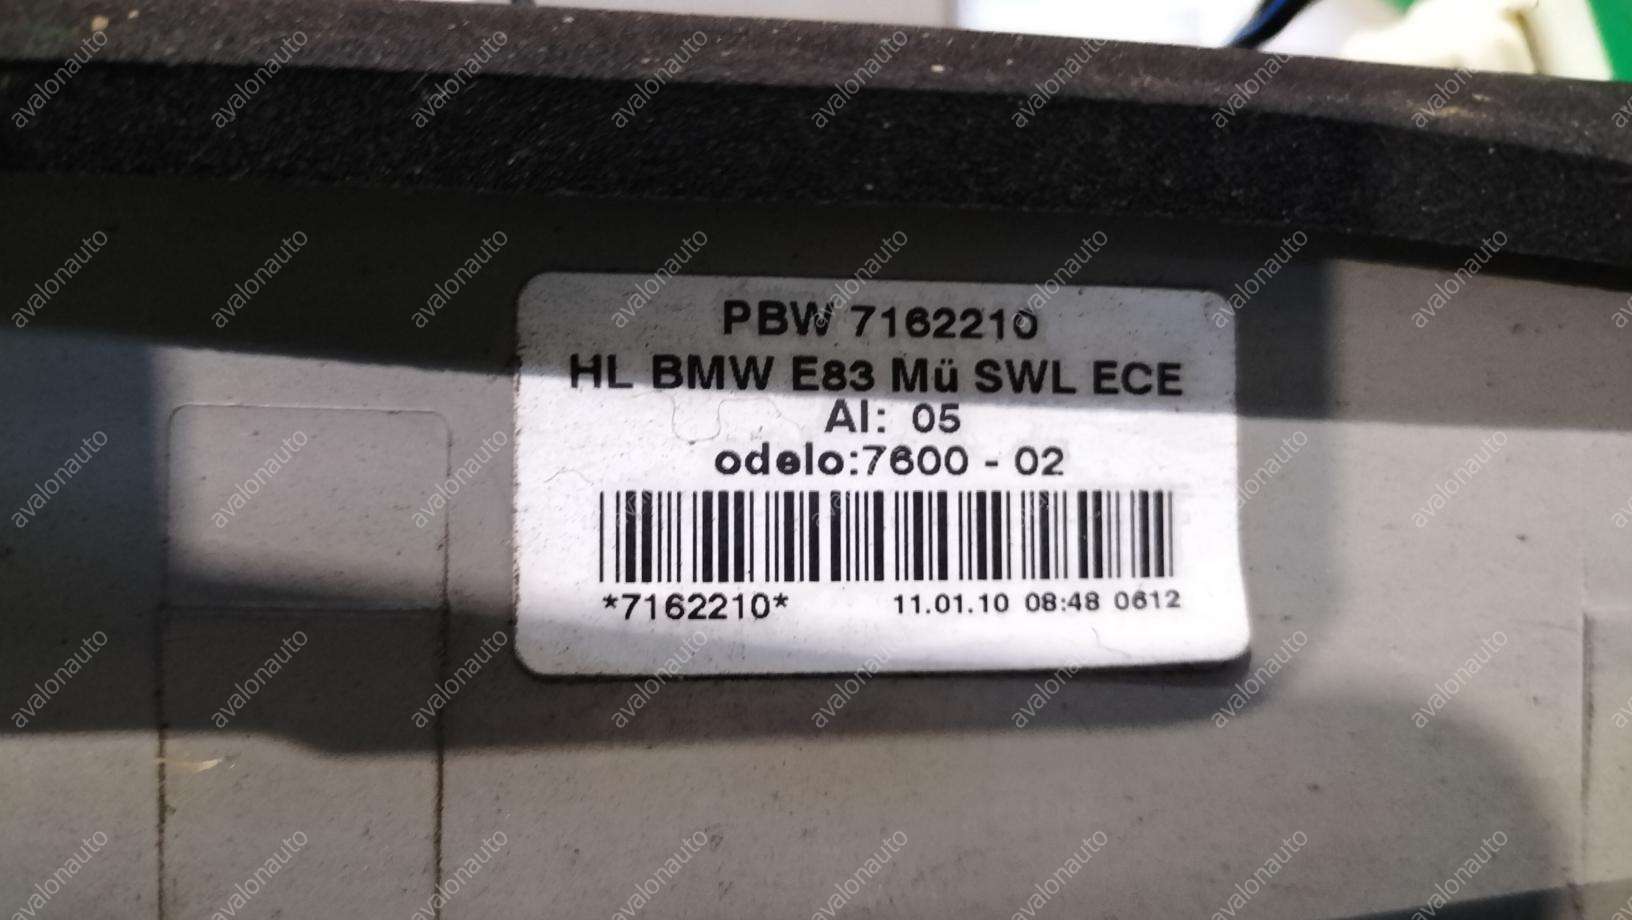 PBW 7162210
HL BMW E83 Mü SWL ECE
AI: 05
odelo:7600 - 02
*7162210* 11.01.10 08:48 0612
avalonauto